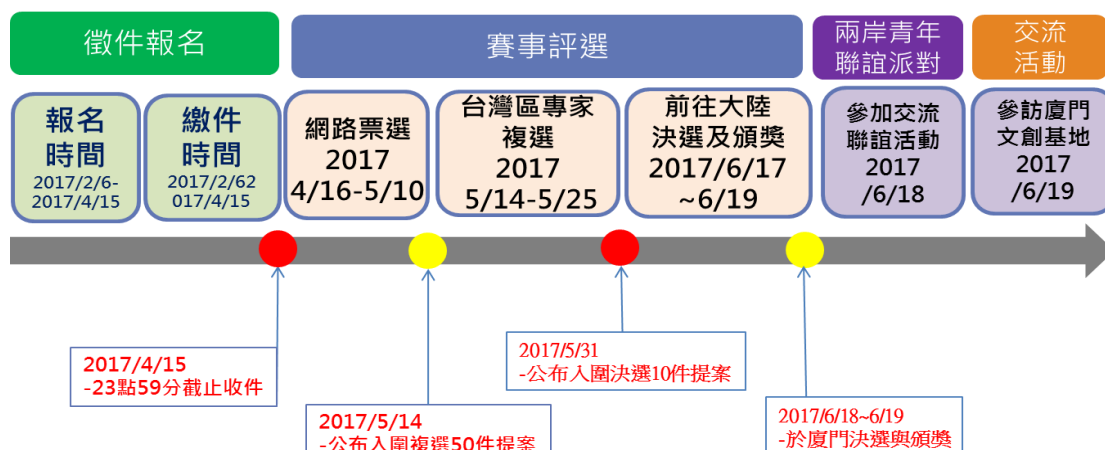 徵件報名
賽事評選
兩岸青年
聯誼派對
交流
活動
報名
時間
2017/2/6-
2017/4/15
繳件
時間
2017/2/62
017/4/15
網路票選
2017
4/16-5/10
台灣區專家
複選
2017
5/14-5/25
前往大陸
決選及頒獎
2017/6/17
~6/19
參加交流
聯誼活動
2017
/6/18
參訪廈門
文創基地
2017
/6/19
2017/4/15
-23點59分截止收件
2017/5/14
-公布入圍複選50件提案
2017/5/31
-公布入圍決選10件提案
2017/6/18~6/19
-於廈門決選與頒獎